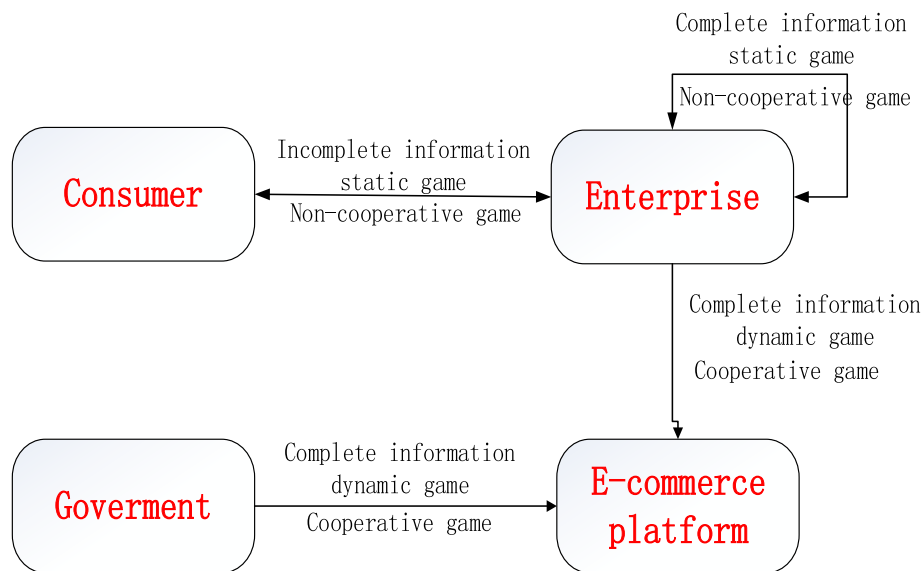 Complete information
static game
Non-cooperative game
Incomplete information
static game
Non-cooperative game
Consumer
Enterprise
Complete information
dynamic game
Cooperative game
Complete information
dynamic game
Cooperative game
Goverment
E-commerce
platform